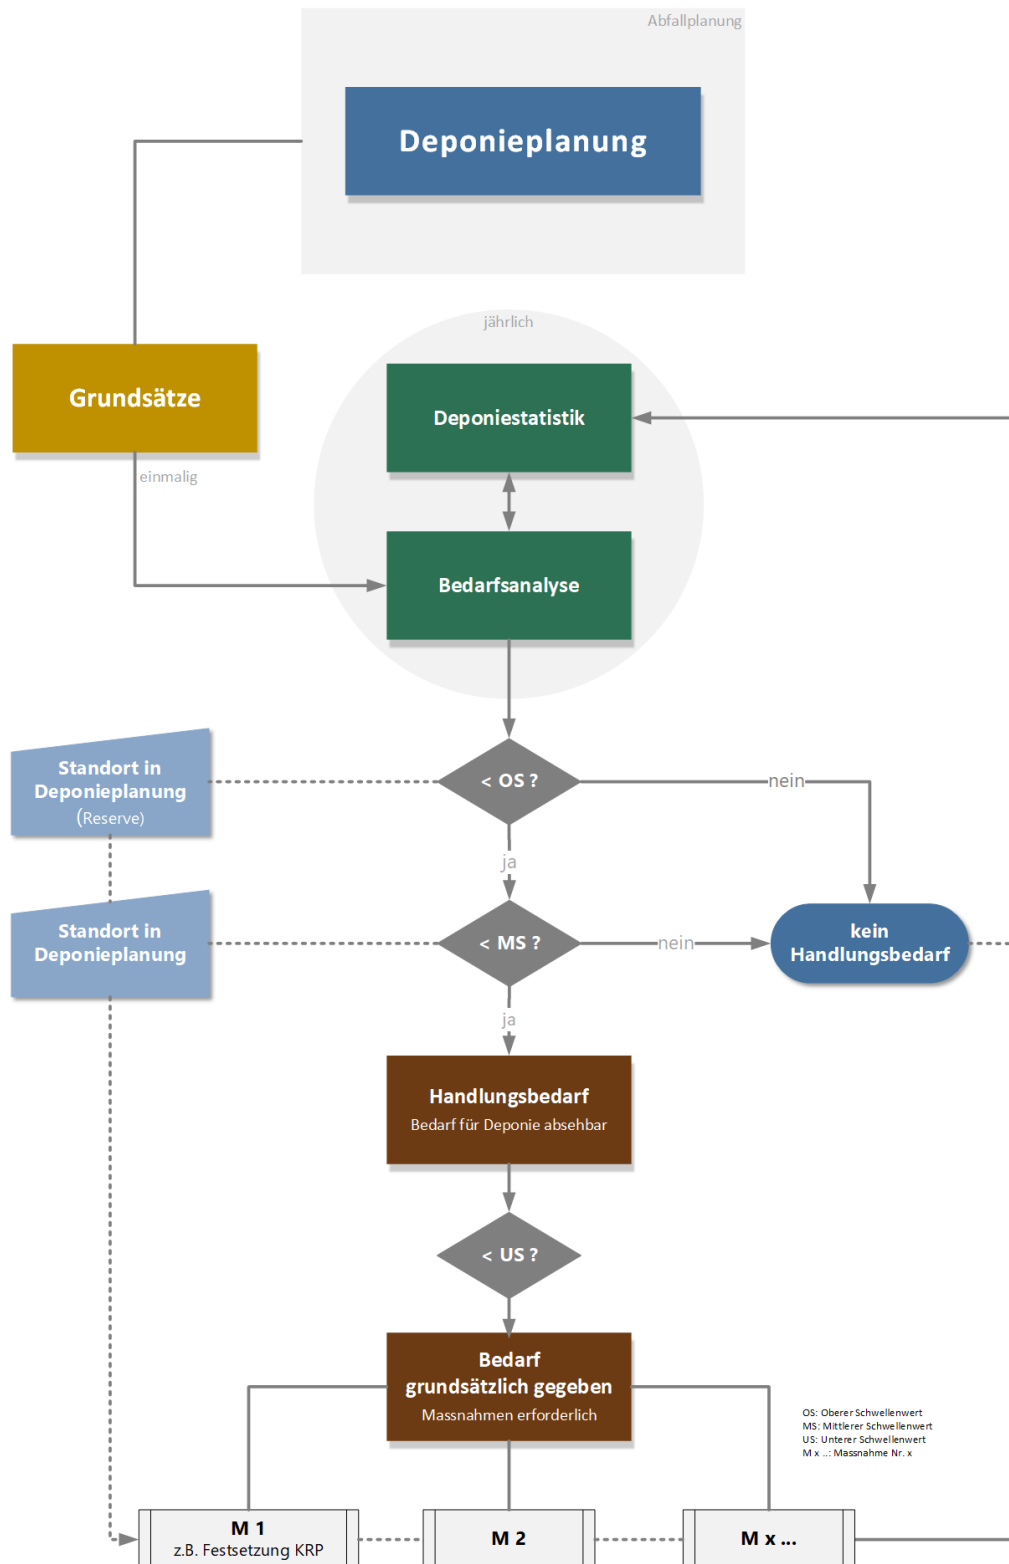 Abfallplanung
Deponieplanung
jährlich
Grundsätze
Deponiestatistik
einmalig
Bedarfsanalyse
Standort in
Deponieplanung
(Reserve)
< OS ?
nein
ja
Standort in
Deponieplanung
< MS ?
nein
kein
Handlungsbedarf
ja
Handlungsbedarf
Bedarf für Deponie absehbar
< US ?
Bedarf
grundsätzlich gegeben
Massnahmen erforderlich
OS: Oberer Schwellenwert
MS: Mittlerer Schwellenwert
US: Unterer Schwellenwert
M x ..: Massnahme Nr. x
M 1
z.B. Festsetzung KRP
M 2
M x ...